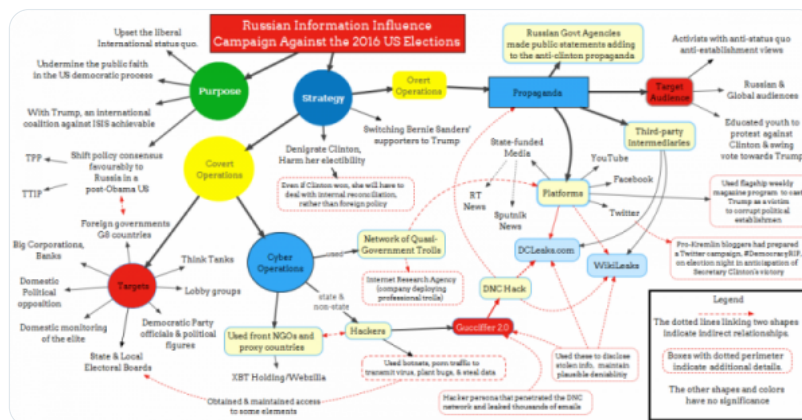 Russian Information Influence
Campaign Against the 2016 US Elections
Upset the liberal
International status quo.
Undermine the public faith
in the US democratic process
With Trump, an international
coalition against ISIS achievable
Shift policy consensus
favourably to
Russia in a
post-Obama US
TPP
TTIP
Purpose
Strategy
Overt
Operations
Denigrate Clinton,
Harm her electibility
Switching Bernie Sanders'
supporters to Trump
Even if Clinton won, she will have to
deal with internal reconciliation,
rather than foreign policy
Russian Govt Agencies
made public statements adding
to the anti-clinton propaganda
Propaganda
Target
Audience
Activists with anti-status quo
anti-establishment views
Russian &
Global audiences
Educated youth to
protest against
Clinton & swing
vote towards Trump
Third-party
Intermediaries
State-funded
Media
YouTube
Facebook
Twitter
Platforms
RT
News
Sputnik
News
Used flagship weekly
magazine program to cast
Trump as a victim
to corrupt political
establishmen
Pro-Kremlin bloggers had prepared
a Twitter campaign, #DemocracyRIP,
on election night in anticipation of
Secretary Clinton's victory
DCLeaks.com
WikiLeaks
Covert
Operations
Foreign governments
G8 countries
Big Corporations,
Banks
Think Tanks
Lobby groups
Domestic
Political
opposition
Targets
Domestic monitoring
of the elite
Democratic Party
officials & political
figures
State & Local
Electoral Boards
Cyber
Operations
used
Network of Quasi-
Government Trolls
Internet Research Agency
(company deploying
professional trolls)
state &
non-state
Used front NGOs and
proxy countries
XBT Holding/Webzilla
Hackers
Guccifer 2.0
DNC Hack
Used botnets, porn traffic to
transmit virus, plant bugs, & steal data
Obtained & maintained access
to some elements
Used these to disclose
stolen info, maintain
plausible deniability
Hacker persona that penetrated the DNC
network and leaked thousands of emails
Legend
The dotted lines linking two shapes
indicate indirect relationships.
Boxes with dotted perimeter
indicate additional details.
The other shapes and colors
have no significance